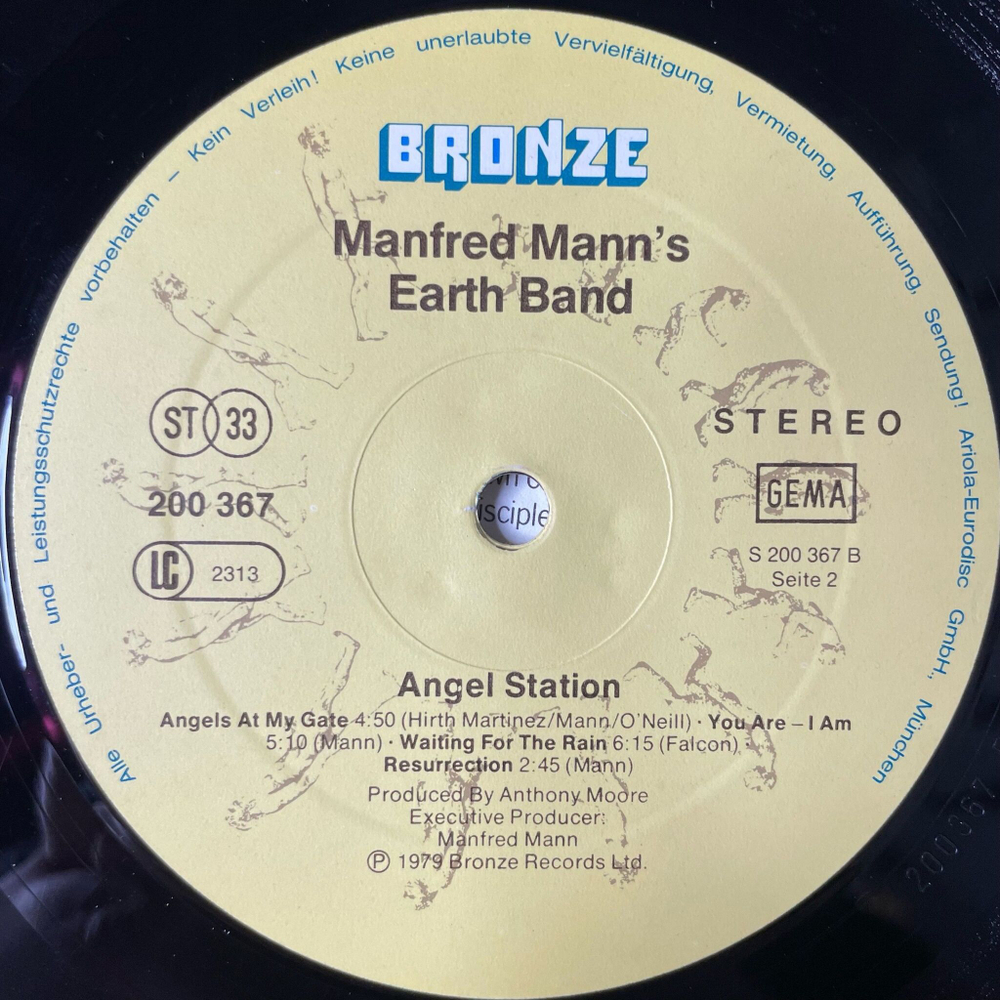 Alle Urheber- und Leistungsschutzrechte vorbehalten – Kein Verleih! Keine unerlaubte Vervielfältigung, Vermietung, Aufführung, Sendung! Ariola-Eurodisc GmbH., München
BRONZE
Manfred Mann's
Earth Band
ST 33
STEREO
200 367
GEMA
LC 2313
S 200 367 B
Seite 2
isciple
Angel Station
Angels At My Gate 4:50 (Hirth Martinez/Mann/O'Neill) · You Are – I Am
5:10 (Mann) · Waiting For The Rain 6:15 (Falcon) ·
Resurrection 2:45 (Mann)
Produced By Anthony Moore
Executive Producer:
Manfred Mann
℗ 1979 Bronze Records Ltd.
200367